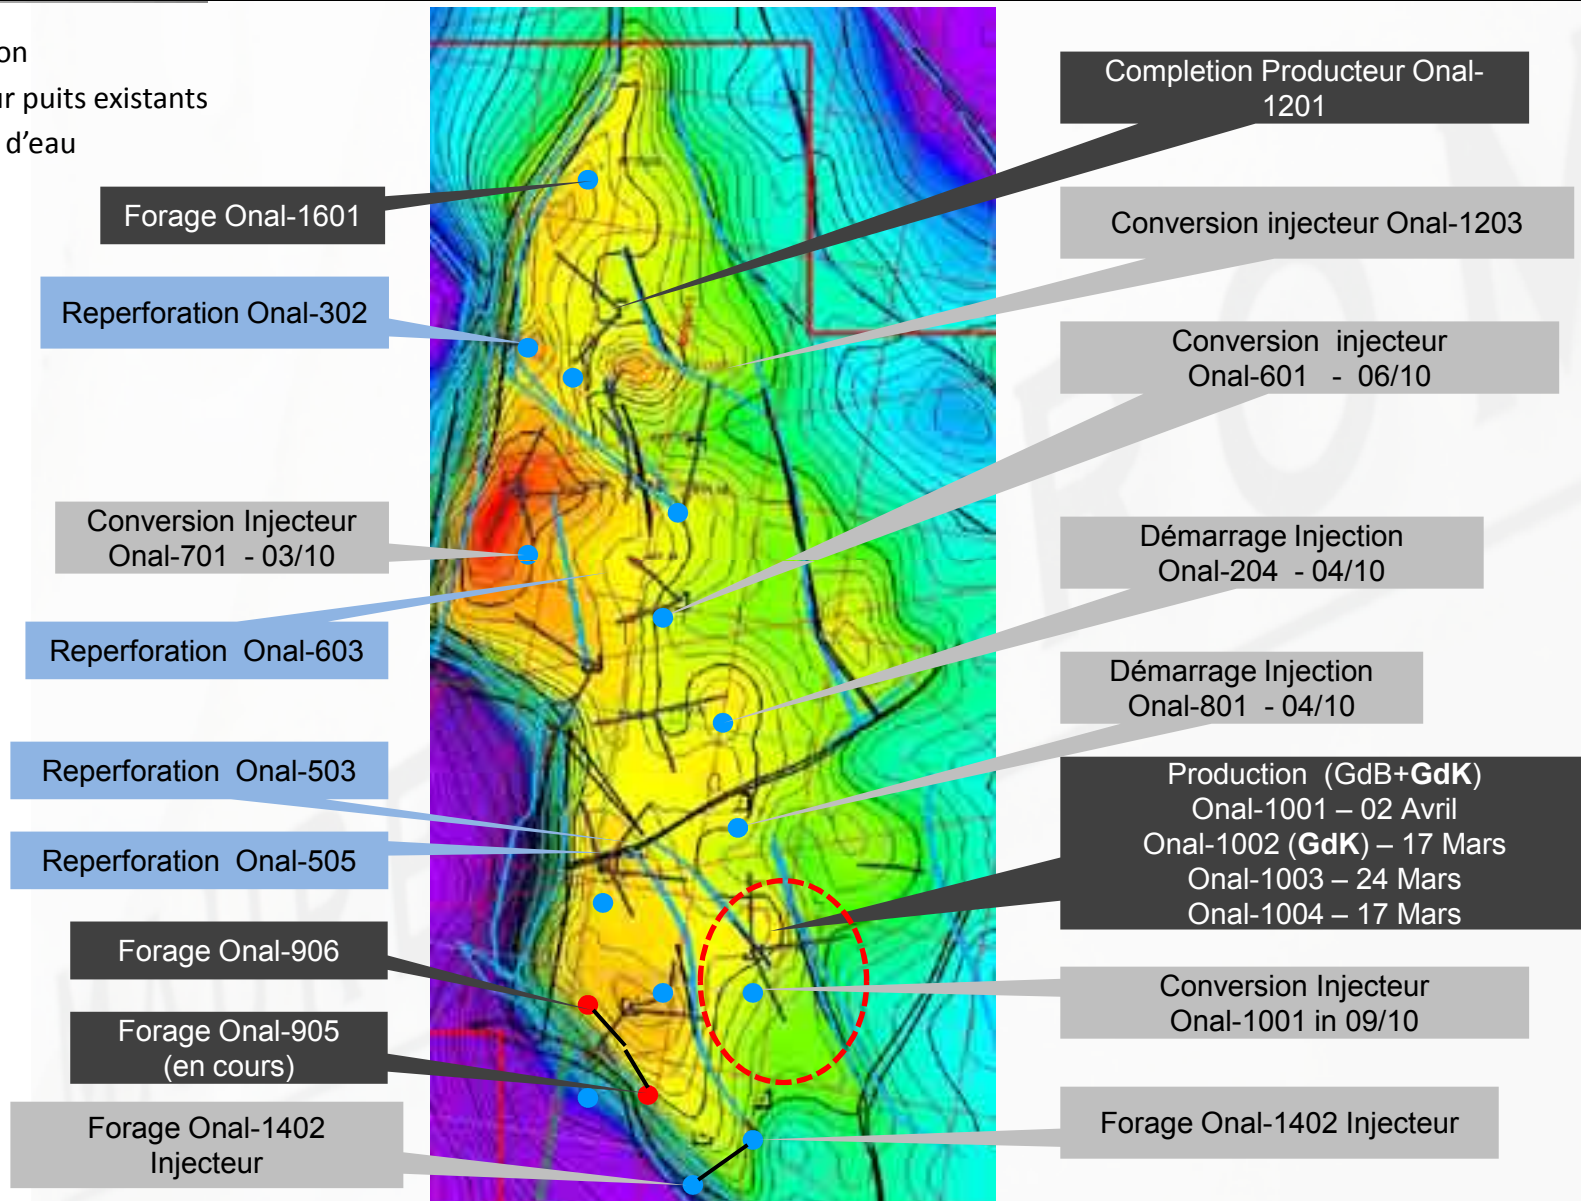 on
ur puits existants
d'eau
Forage Onal-1601
Reperforation Onal-302
Conversion Injecteur
Onal-701 - 03/10
Reperforation Onal-603
Reperforation Onal-503
Reperforation Onal-505
Forage Onal-906
Forage Onal-905
(en cours)
Forage Onal-1402
Injecteur
Completion Producteur Onal-
1201
Conversion injecteur Onal-1203
Conversion injecteur
Onal-601 - 06/10
Démarrage Injection
Onal-204 - 04/10
Démarrage Injection
Onal-801 - 04/10
Production (GdB+GdK)
Onal-1001 – 02 Avril
Onal-1002 (GdK) – 17 Mars
Onal-1003 – 24 Mars
Onal-1004 – 17 Mars
Conversion Injecteur
Onal-1001 in 09/10
Forage Onal-1402 Injecteur